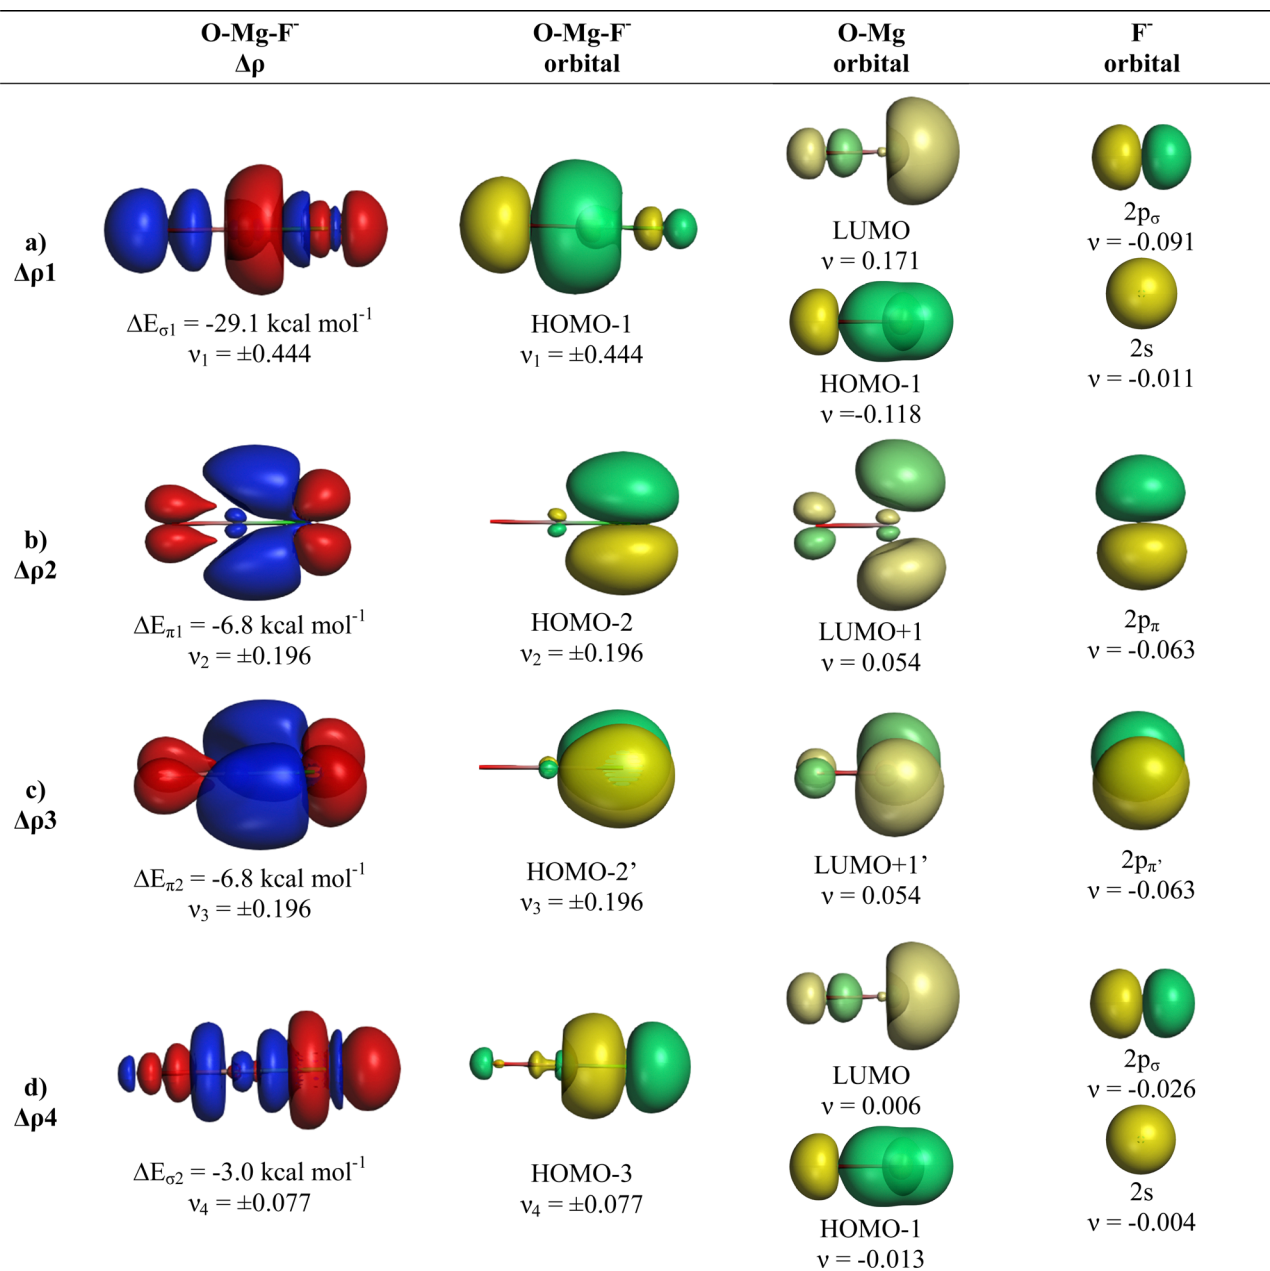 O-Mg-F⁻ O-Mg-F⁻ O-Mg F⁻
Δρ orbital orbital orbital
a)
Δρ1
ΔEσ1 = -29.1 kcal mol⁻¹
ν₁ = ±0.444
HOMO-1
ν₁ = ±0.444
LUMO
ν = 0.171
HOMO-1
ν =-0.118
2pσ
ν = -0.091
2s
ν = -0.011
b)
Δρ2
ΔEπ1 = -6.8 kcal mol⁻¹
ν₂ = ±0.196
HOMO-2
ν₂ = ±0.196
LUMO+1
ν = 0.054
2pπ
ν = -0.063
c)
Δρ3
ΔEπ2 = -6.8 kcal mol⁻¹
ν₃ = ±0.196
HOMO-2’
ν₃ = ±0.196
LUMO+1’
ν = 0.054
2pπ’
ν = -0.063
d)
Δρ4
ΔEσ2 = -3.0 kcal mol⁻¹
ν₄ = ±0.077
HOMO-3
ν₄ = ±0.077
LUMO
ν = 0.006
HOMO-1
ν = -0.013
2pσ
ν = -0.026
2s
ν = -0.004